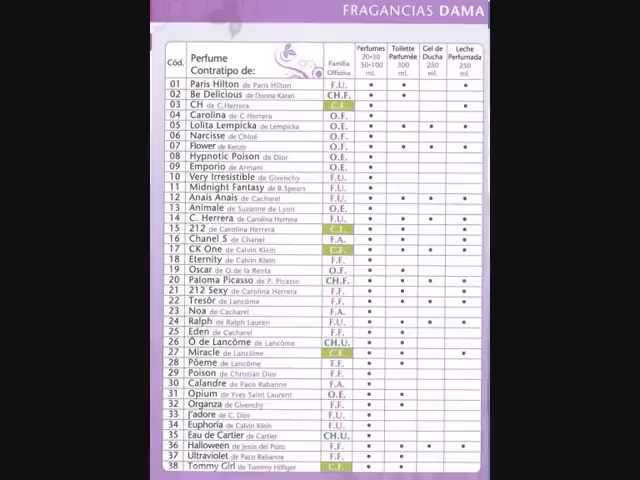 FRAGANCIAS DAMA
Cód. Perfume Contratipo de: Familia Olfativa Perfumes 20•30 50•100 ml. Toilette Parfumée 300 ml. Gel de Ducha 250 ml. Leche Perfumada 250 ml.
01 Paris Hilton de Paris Hilton F.U. • • •
02 Be Delicious de Donna Karan CH.F. • •
03 CH de C.Herrera C.F. • •
04 Carolina de C.Herrera O.F. •
05 Lolita Lempicka de Lempicka O.E. • • • •
06 Narcisse de Chloé O.F. •
07 Flower de Kenzo O.F. • • • •
08 Hypnotic Poison de Dior O.E. •
09 Emporio de Armani O.E. •
10 Very Irresistible de Givenchy F.U. •
11 Midnight Fantasy de B.Spears F.U. •
12 Anais Anais de Cacharel F.U. • • • •
13 Animale de Suzanne de Lyon O.E. •
14 C. Herrera de Carolina Herrera F.U. • • • •
15 212 de Carolina Herrera • • •
16 Chanel 5 de Chanel F.A. • • •
17 CK One de Calvin Klein C.F. • • • •
18 Eternity de Calvin Klein F.F. •
19 Oscar de O.de la Renta O.F. • •
20 Paloma Picasso de P. Picasso CH.F. • • • •
21 212 Sexy de Carolina Herrera F.F. • • •
22 Tresôr de Lancôme F.F. • • • •
23 Noa de Cacharel F.A. •
24 Ralph de Ralph Lauren F.U. • • • •
25 Eden de Cacharel F.F. • •
26 Ô de Lancôme de Lancôme CH.U. • •
27 Miracle de Lancôme C.F. • • •
28 Pôeme de Lancôme F.F. • •
29 Poison de Christian Dior F.F. •
30 Calandre de Paco Rabanne F.A. •
31 Opium de Yves Saint Laurent O.E. • •
32 Organza de Givenchy F.F. • •
33 J'adore de C. Dior F.U. •
34 Euphoria de Calvin Klein F.U. •
35 Eau de Cartier de Cartier CH.U. •
36 Halloween de Jesús del Pozo F.F. • • • •
37 Ultraviolet de Paco Rabanne F.F. • •
38 Tommy Girl de Tommy Hilfiger C.F. • •